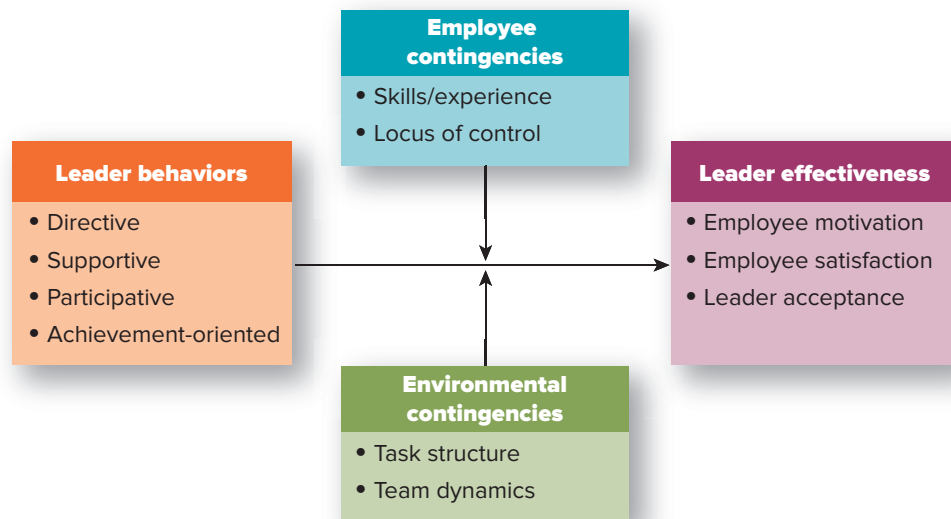 Employee
contingencies
• Skills/experience
• Locus of control
Leader behaviors
• Directive
• Supportive
• Participative
• Achievement-oriented
Leader effectiveness
• Employee motivation
• Employee satisfaction
• Leader acceptance
Environmental
contingencies
• Task structure
• Team dynamics